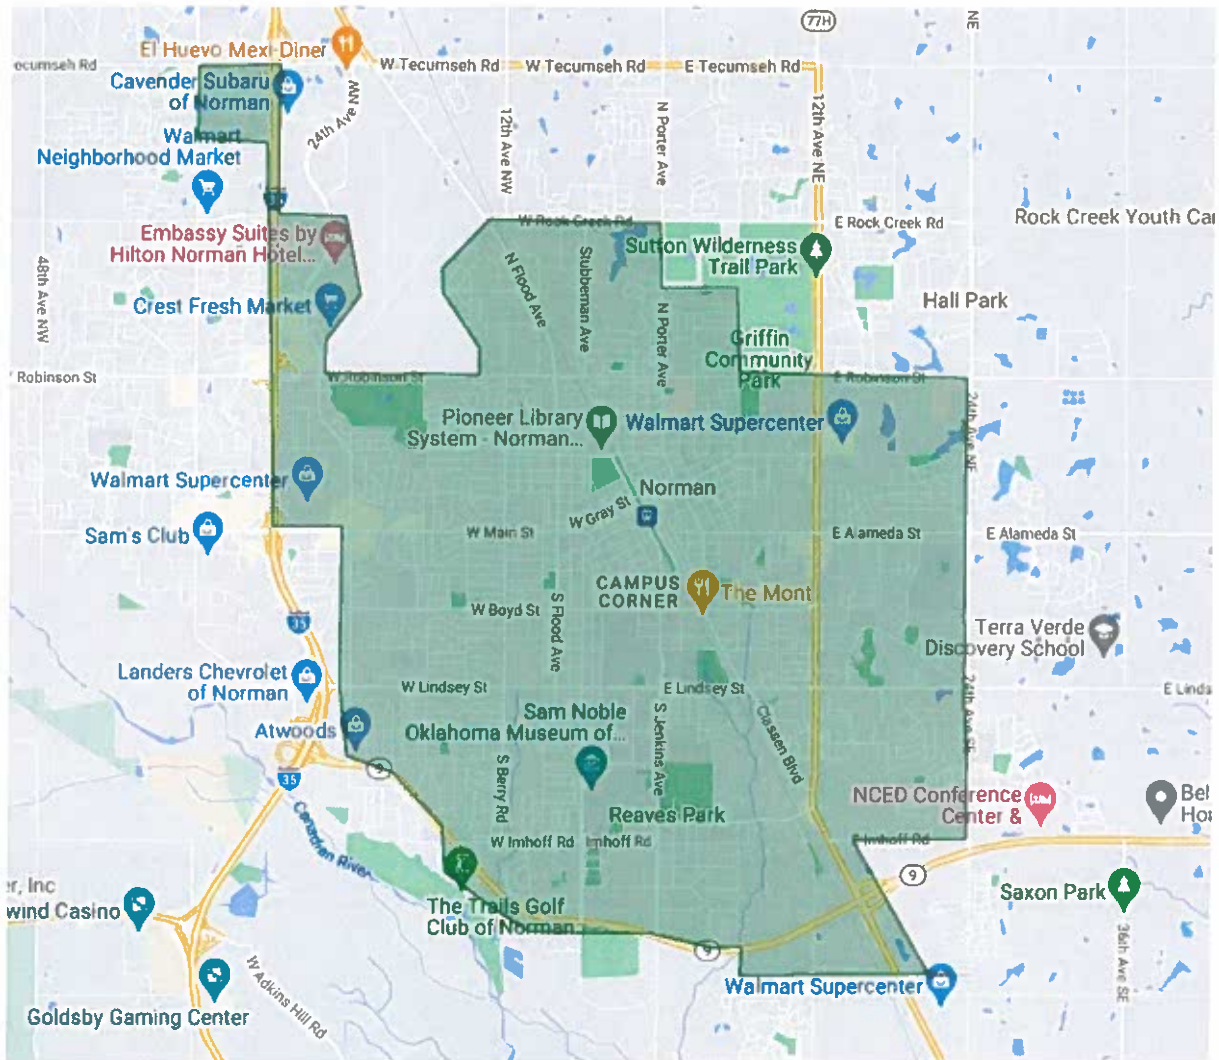 77H
NE
El Huevo Mexi-Diner
ecumseh Rd
W Tecumseh Rd
W Tecumseh Rd
E Tecumseh Rd
Cavender Subaru
of Norman
24th Ave NW
12th Ave NW
N Porter Ave
12th Ave NE
Walmart
Neighborhood Market
W Rock Creek Rd
E Rock Creek Rd
Rock Creek Youth Ca
Embassy Suites by
Hilton Norman Hotel...
Sutton Wilderness
Trail Park
48th Ave NW
N Flood Ave
Stubbeman Ave
Crest Fresh Market
N Porter Ave
Hall Park
Griffin
Community
Park
Robinson St
W Robinson St
E Robinson St
24th Ave NE
Pioneer Library
System - Norman...
Walmart Supercenter
Walmart Supercenter
Norman
W Gray St
Sam's Club
W Main St
E Alameda St
E Alameda St
CAMPUS
CORNER
The Mont
W Boyd St
S Flood Ave
35
Terra Verde
Discovery School
Landers Chevrolet
of Norman
W Lindsey St
E Lindsey St
E Linds
24th Ave SE
Sam Noble
Oklahoma Museum of...
Atwoods
S Jenkins Ave
Classen Blvd
9
35
S Berry Rd
NCED Conference
Center &
Bel
Hor
Canadian River
Reaves Park
W Imhoff Rd
Imhoff Rd
E Imhoff Rd
9
er, Inc
wind Casino
Saxon Park
The Trails Golf
Club of Norman
36th Ave SE
9
W Adkins Hill Rd
Walmart Supercenter
Goldsby Gaming Center